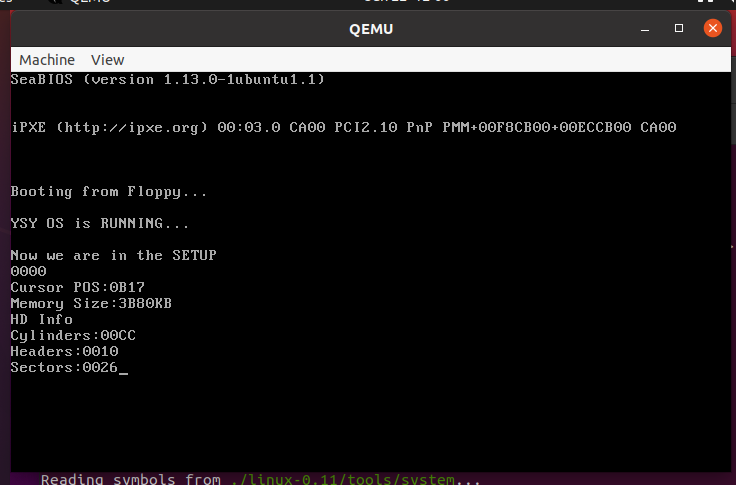 QEMU
Machine View
SeaBIOS (version 1.13.0-1ubuntu1.1)
iPXE (http://ipxe.org) 00:03.0 CA00 PCI2.10 PnP PMM+00F8CB00+00ECCB00 CA00
Booting from Floppy...
YSY OS is RUNNING...
Now we are in the SETUP
0000
Cursor POS:0B17
Memory Size:3B80KB
HD Info
Cylinders:00CC
Headers:0010
Sectors:0026_
Reading symbols from ./linux-0.11/tools/system...